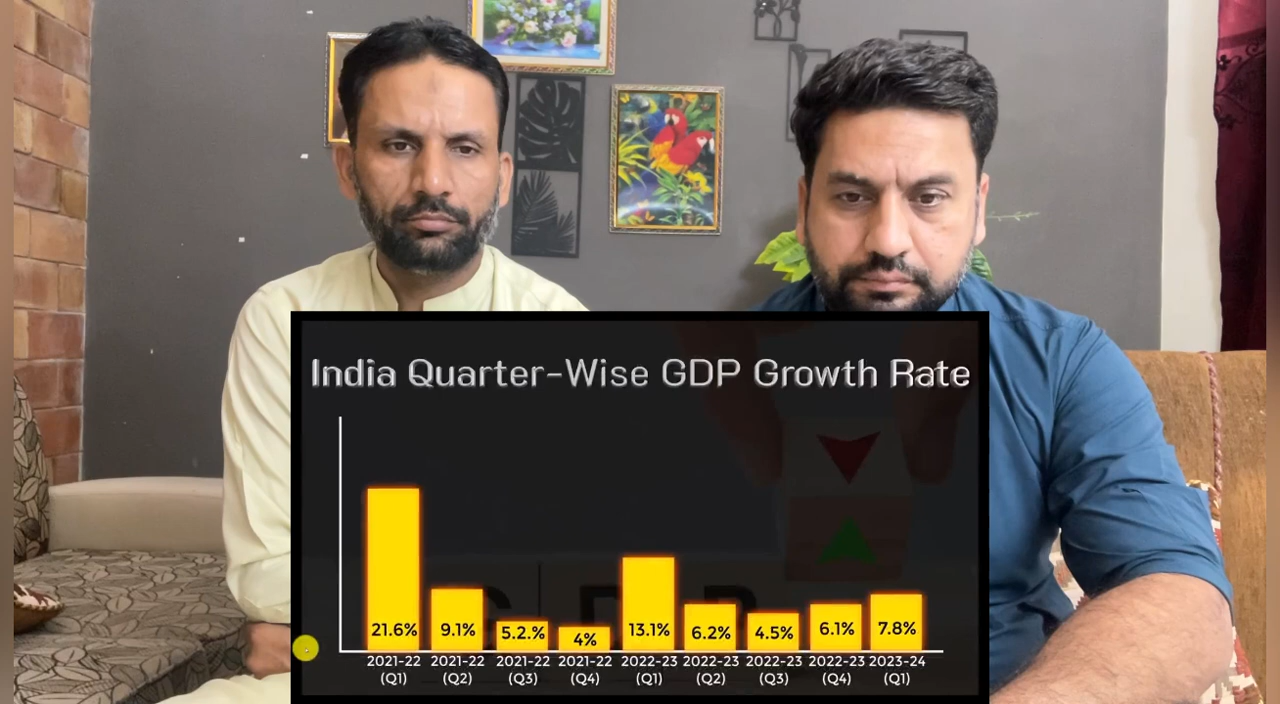 India Quarter-Wise GDP Growth Rate
21.6% 9.1% 5.2.% 4% 13.1% 6.2% 4.5% 6.1% 7.8%
2021-22 2021-22 2021-22 2021-22 2022-23 2022-23 2022-23 2022-23 2023-24
(Q1) (Q2) (Q3) (Q4) (Q1) (Q2) (Q3) (Q4) (Q1)